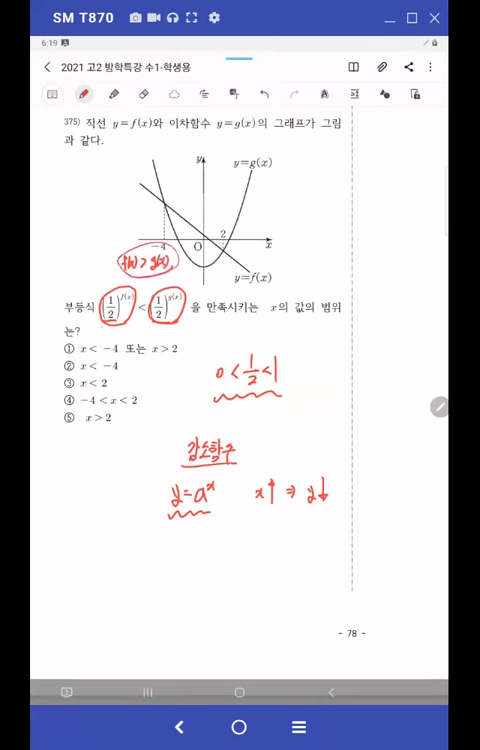 SM T870
6:19
2021 고2 방학특강 수1-학생용
375) 직선 y=f(x)와 이차함수 y=g(x)의 그래프가 그림
과 같다.
y
y=g(x)
2
-4
O
x
f(x)>g(x)
y=f(x)
부등식 (1/2)^f(x) < (1/2)^g(x) 을 만족시키는 x의 값의 범위
는?
① x < -4 또는 x > 2
② x < -4
③ x < 2
④ -4 < x < 2
⑤ x > 2
0 < 1/2 < 1
감소함수
y=a^x x↑ ⇒ y↓
- 78 -